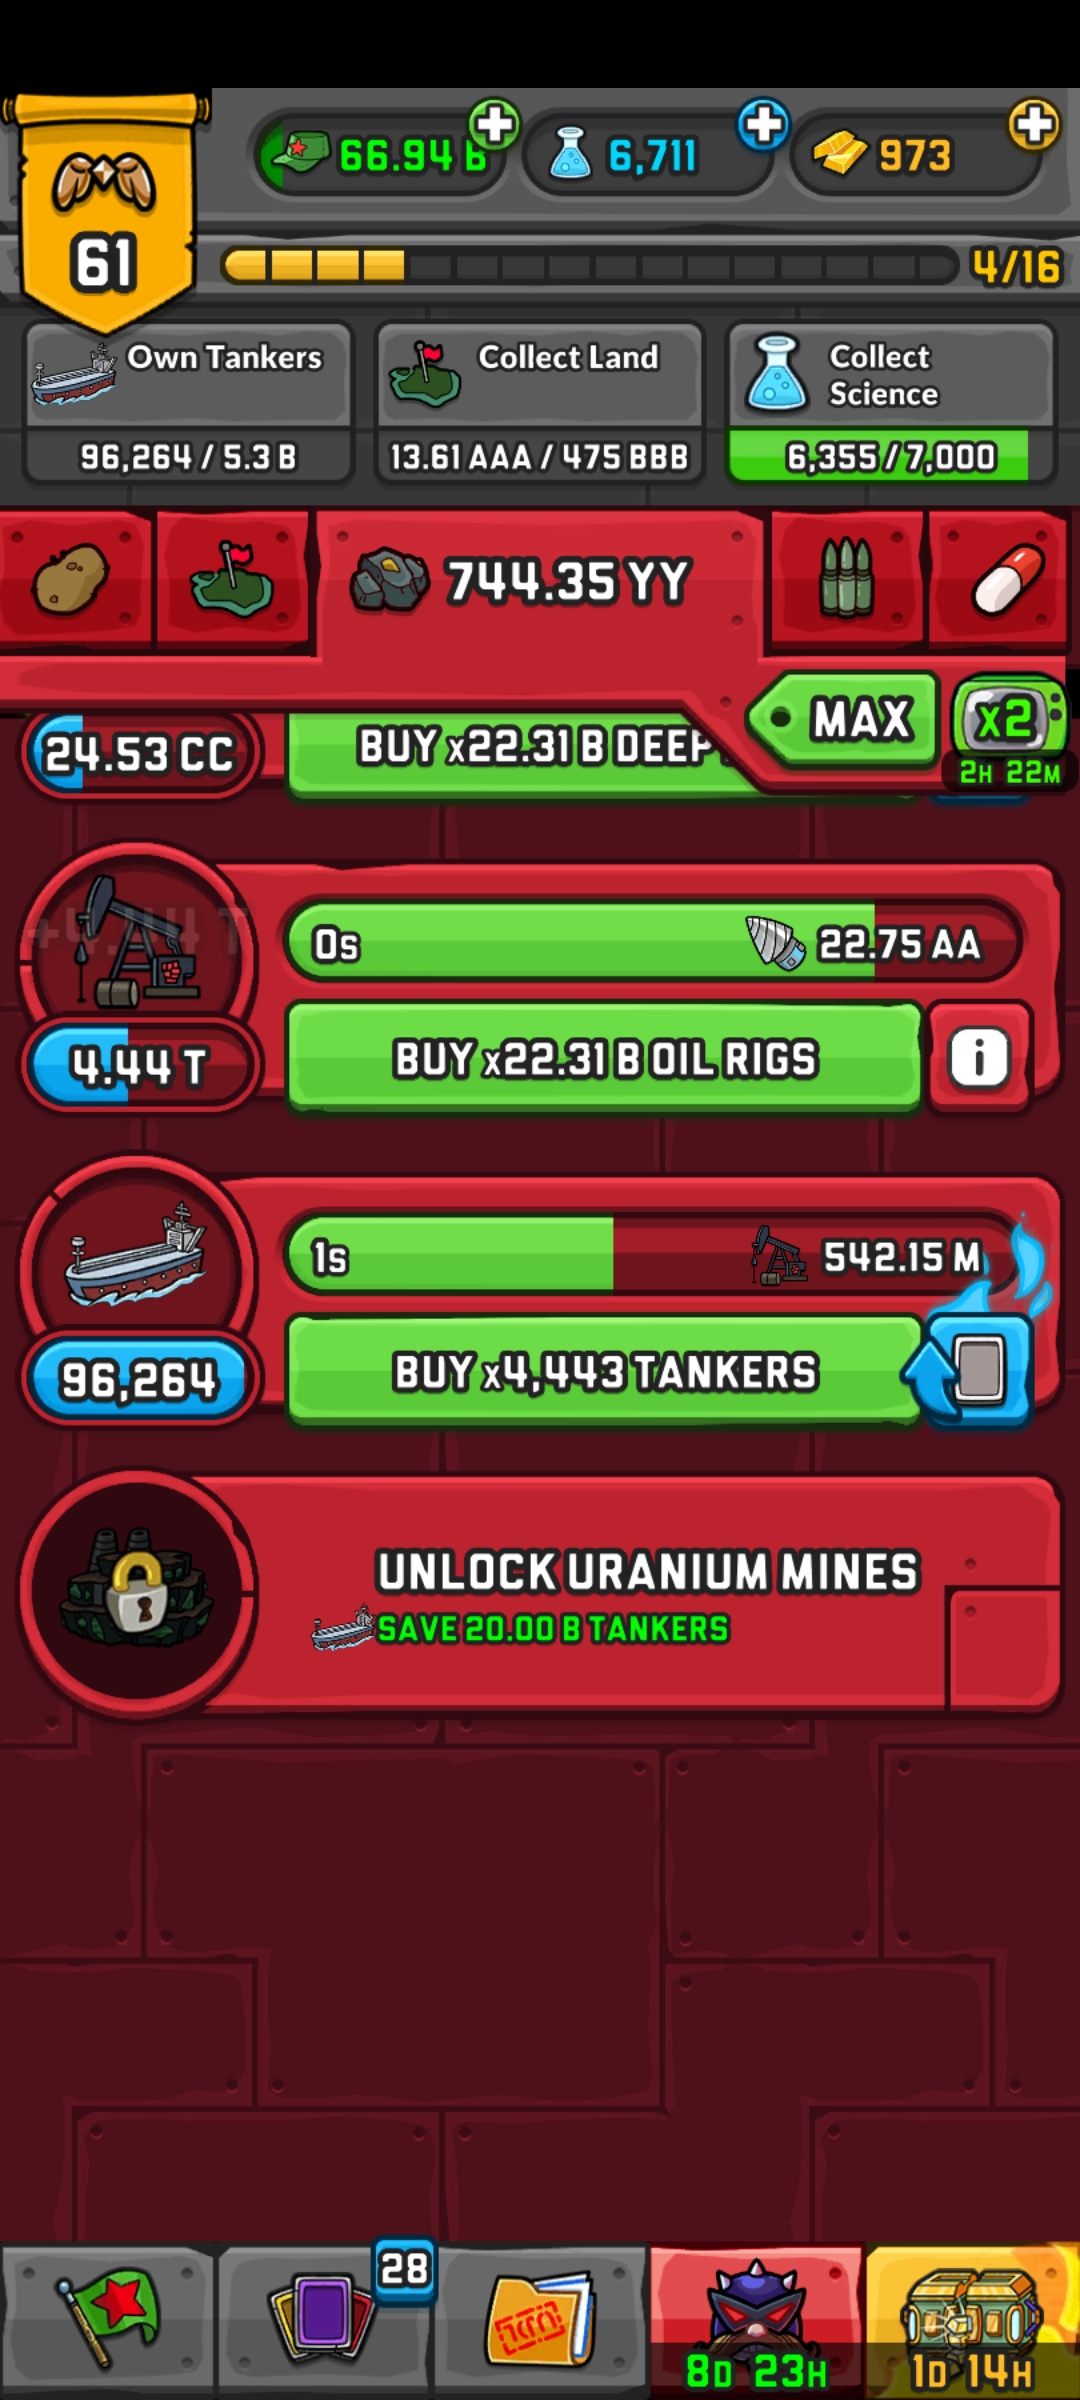 66.94 B
6,711
973
61
4/16
Own Tankers
Collect Land
Collect
Science
96,264 / 5.3 B
13.61 AAA / 475 BBB
6,355 / 7,000
744.35 YY
MAX
x2
2H 22M
24.53 CC
BUY x22.31 B DEEP
+4.44 T
0s
22.75 AA
4.44 T
BUY x22.31 B OIL RIGS
i
1s
542.15 M
96,264
BUY x4,443 TANKERS
UNLOCK URANIUM MINES
SAVE 20.00 B TANKERS
28
8D 23H
1D 14H